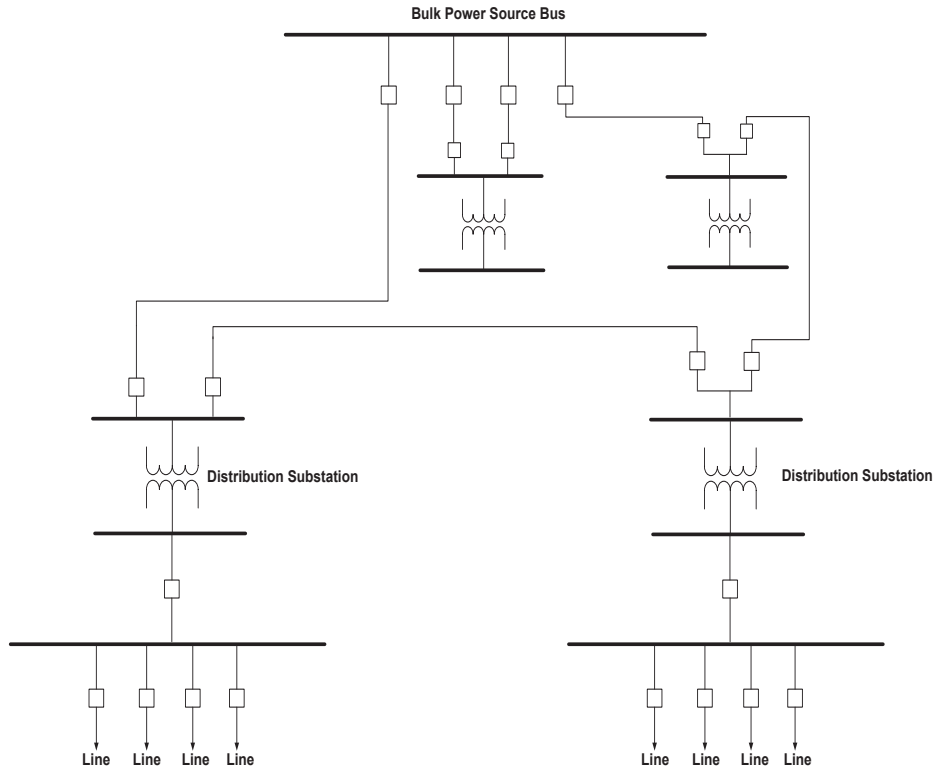 Bulk Power Source Bus
Distribution Substation
Distribution Substation
Line Line Line Line
Line Line Line Line